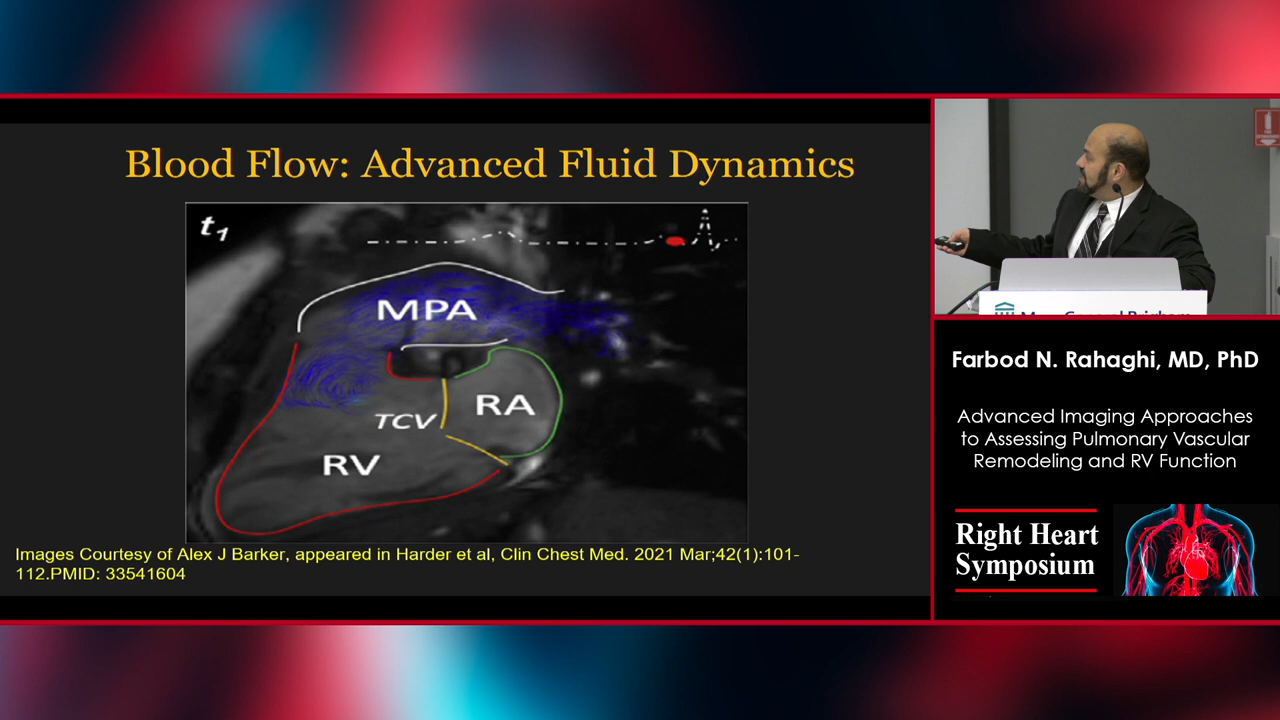 Blood Flow: Advanced Fluid Dynamics
t1
MPA
TCV
RA
RV
Images Courtesy of Alex J Barker, appeared in Harder et al, Clin Chest Med. 2021 Mar;42(1):101-
112.PMID: 33541604
Farbod N. Rahaghi, MD, PhD
Advanced Imaging Approaches
to Assessing Pulmonary Vascular
Remodeling and RV Function
Right Heart
Symposium